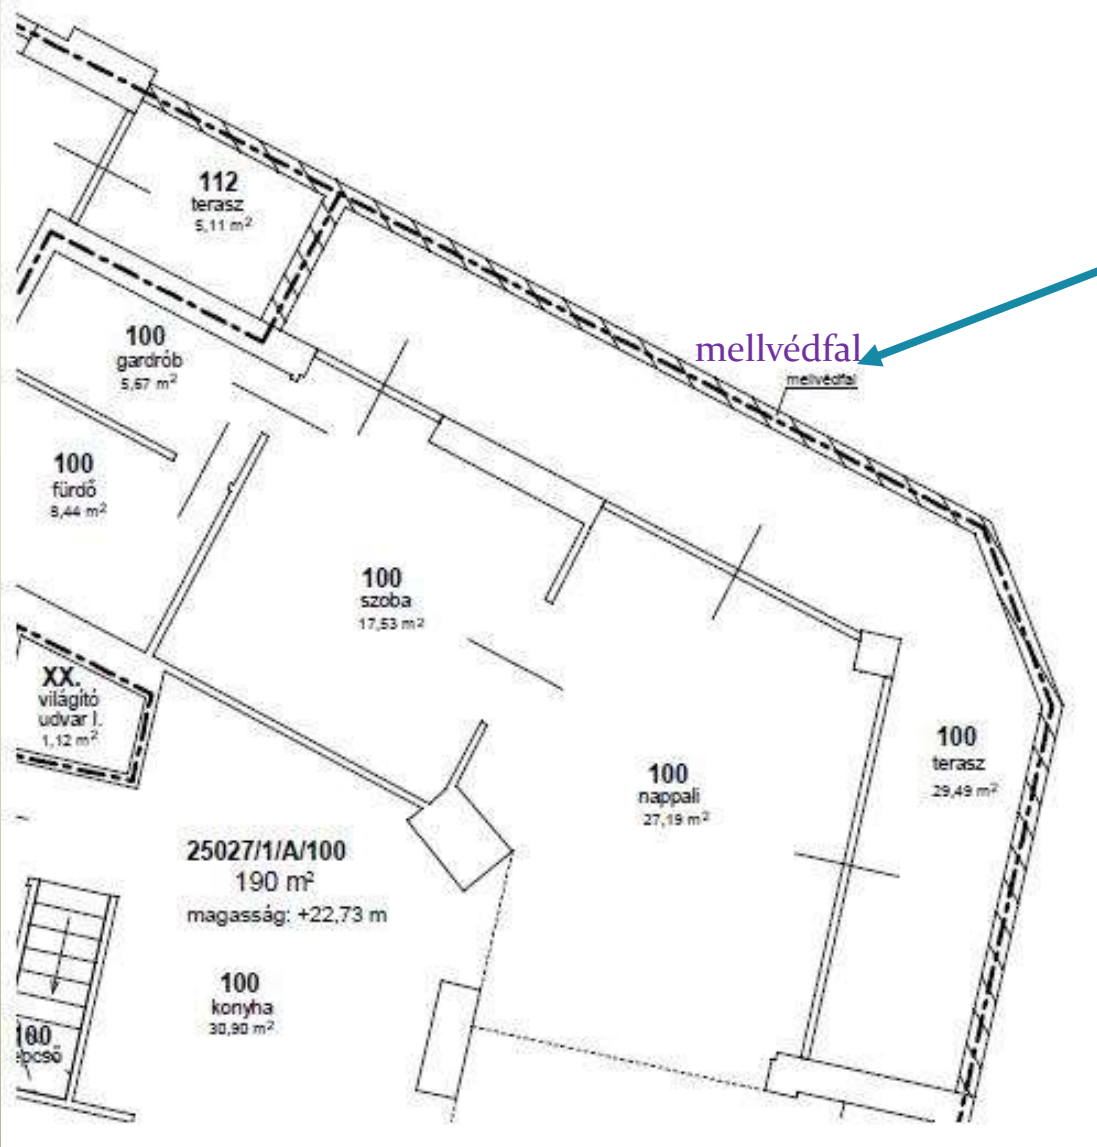 112
terasz
5,11 m²
mellvédfal
mellvédfal
100
gardrób
5,67 m²
100
fürdő
8,44 m²
100
szoba
17,53 m²
XX.
világító
udvar I.
1,12 m²
100
terasz
29,49 m²
100
nappali
27,19 m²
25027/1/A/100
190 m²
magasság: +22,73 m
100
konyha
30,90 m²
100